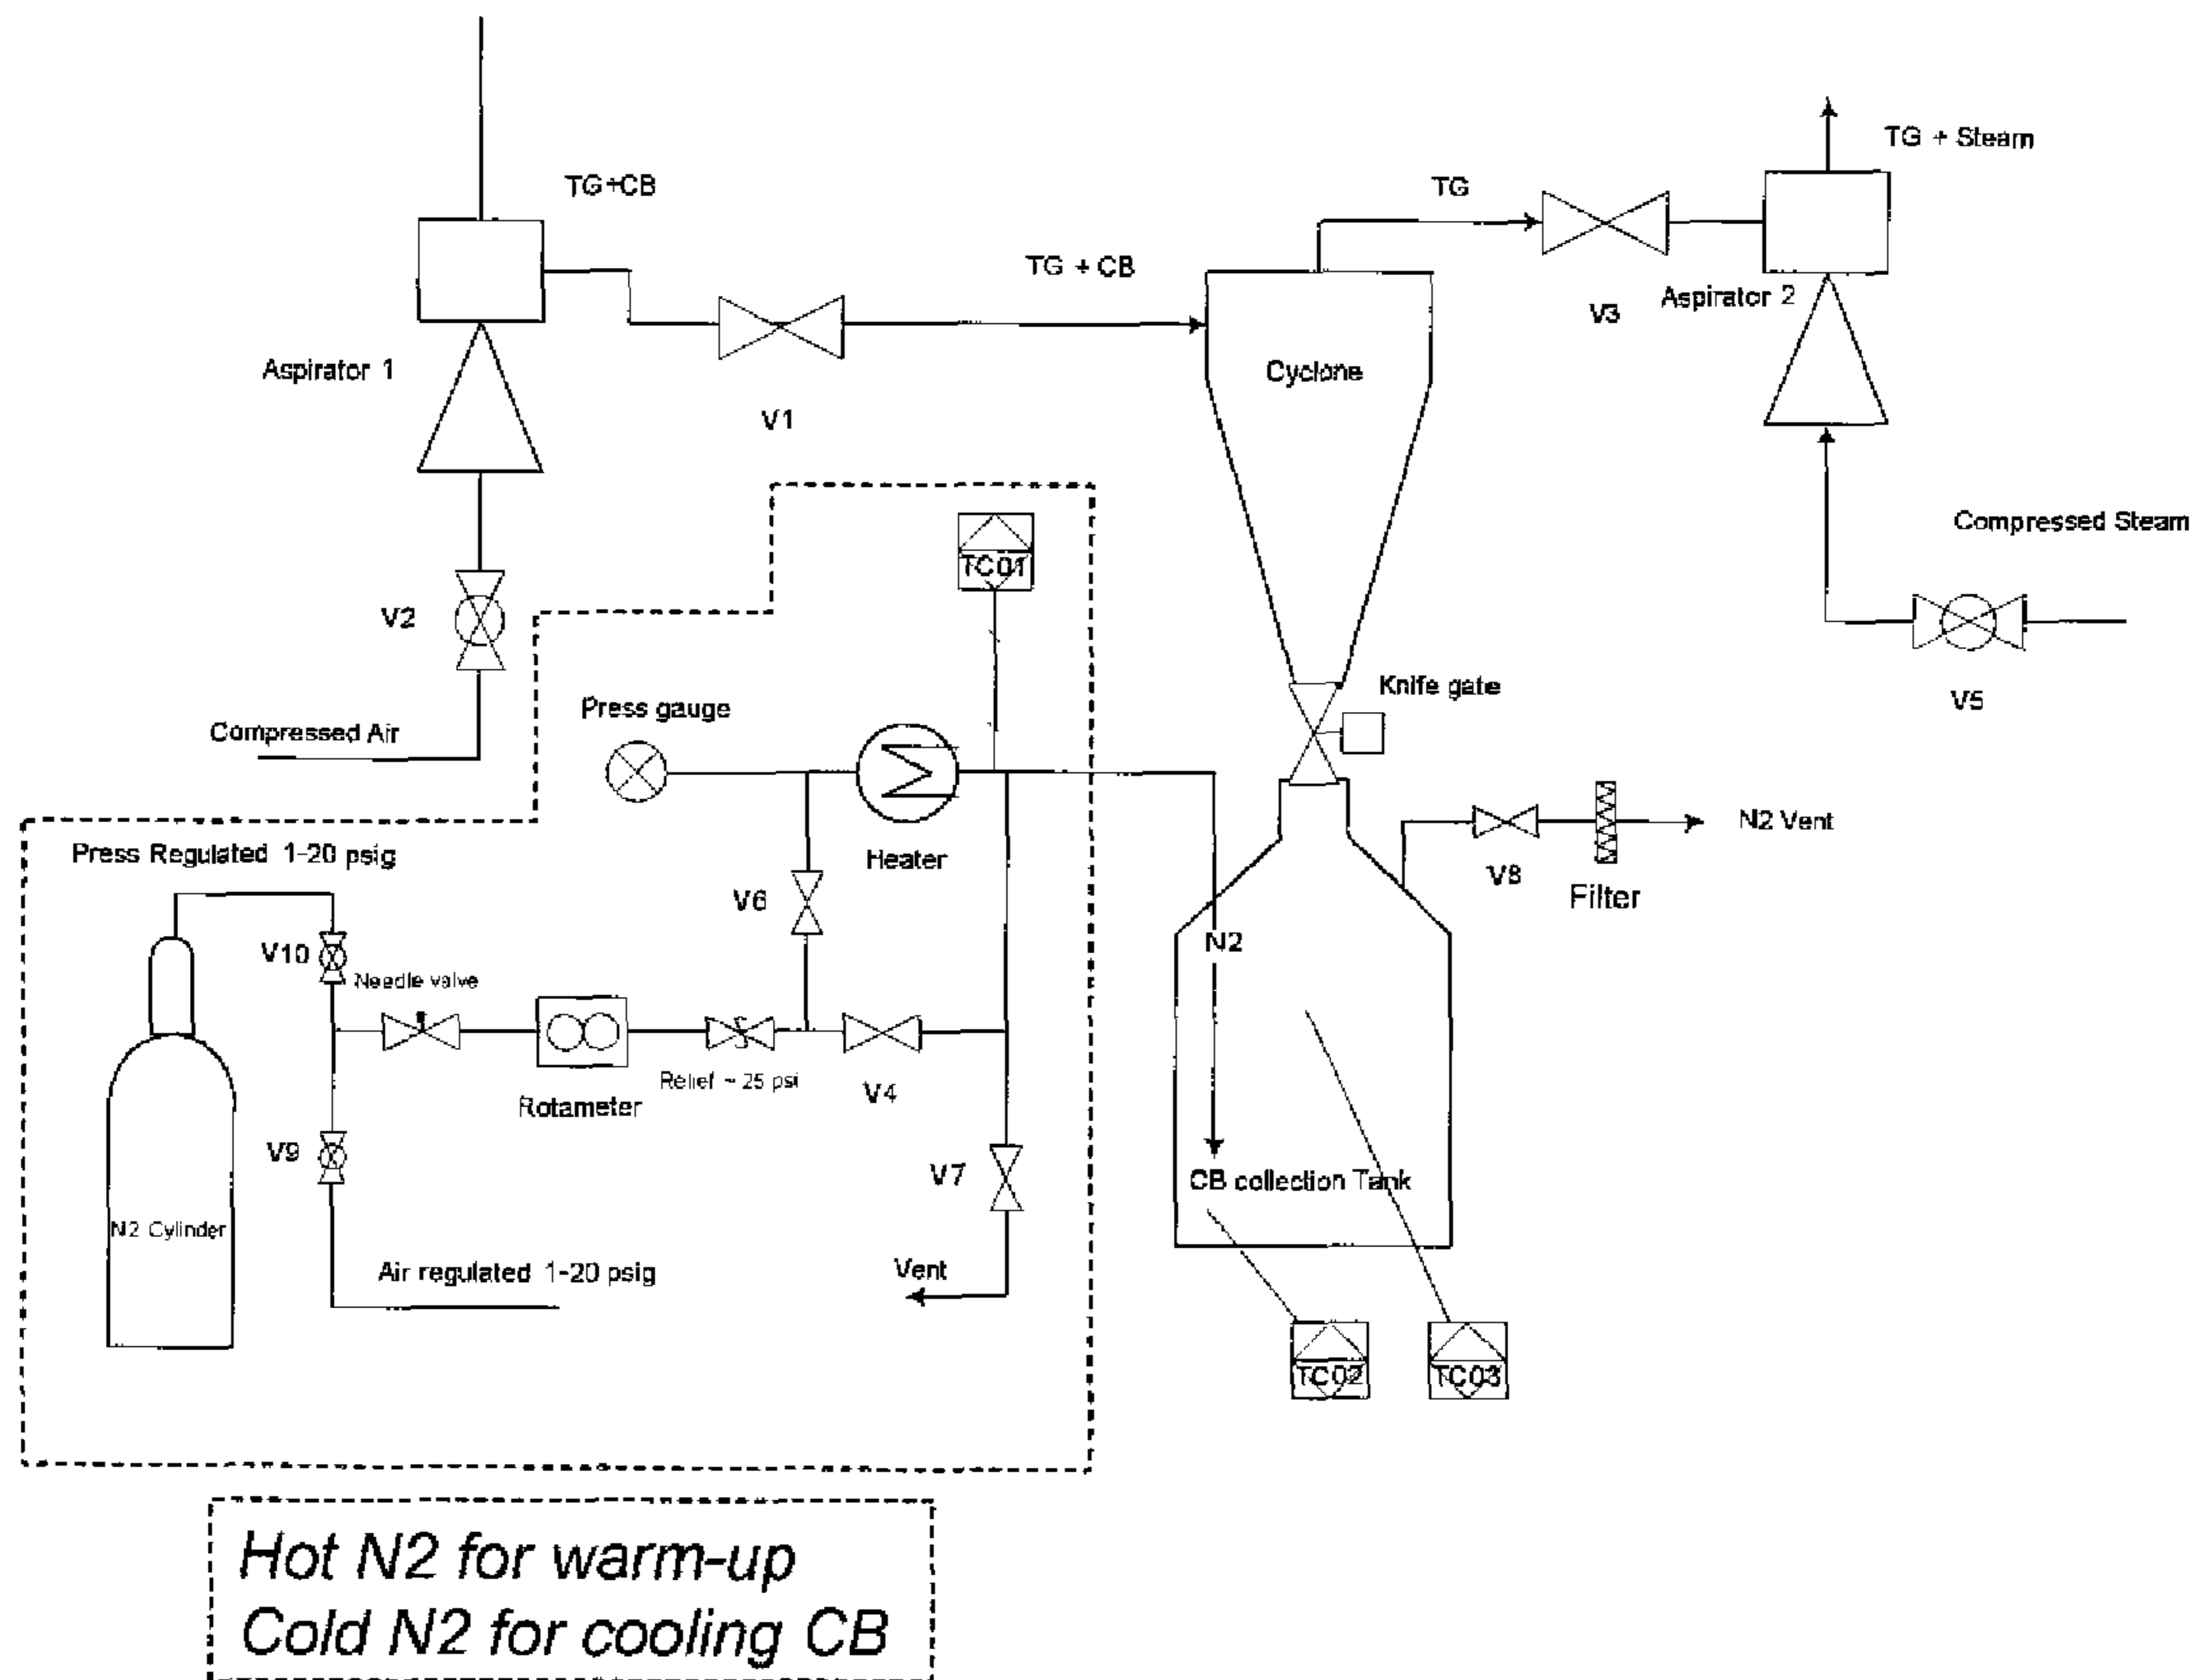 TG + Steam
TG+CB
TG
TG + CB
Aspirator 2
V3
Aspirator 1
Cyclone
V1
Compressed Steam
TC01
V2
Knife gate
V5
Press gauge
Compressed Air
N2 Vent
Press Regulated 1-20 psig
Heater
V8
Filter
V6
N2
V10
Needle valve
Relief ~ 25 psi
V4
Rotameter
V9
V7
CB collection Tank
N2 Cylinder
Air regulated 1-20 psig
Vent
TC02
TC03
Hot N2 for warm-up
Cold N2 for cooling CB